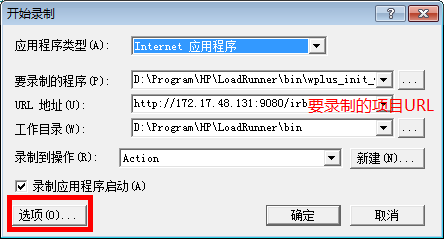 开始录制
应用程序类型(A): Internet 应用程序
要录制的程序(P): D:\Program\HP\LoadRunner\bin\wplus_init_ ...
URL 地址(U): http://172.17.48.131:9080/irb 要录制的项目URL
工作目录(W): D:\Program\HP\LoadRunner\bin ...
录制到操作(R): Action 新建(N)...
录制应用程序启动(A)
选项(O)... 确定 取消